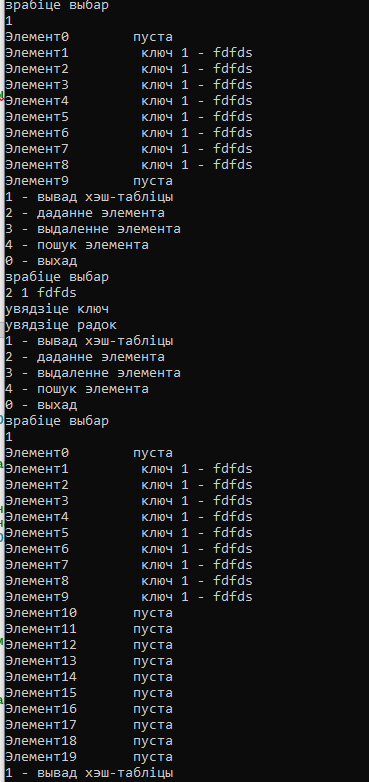 зрабіце выбар
1
Элемент0 пуста
Элемент1 ключ 1 - fdfds
Элемент2 ключ 1 - fdfds
Элемент3 ключ 1 - fdfds
Элемент4 ключ 1 - fdfds
Элемент5 ключ 1 - fdfds
Элемент6 ключ 1 - fdfds
Элемент7 ключ 1 - fdfds
Элемент8 ключ 1 - fdfds
Элемент9 пуста
1 - вывад хэш-табліцы
2 - даданне элемента
3 - выдаленне элемента
4 - пошук элемента
0 - выхад
зрабіце выбар
2 1 fdfds
увядзіце ключ
увядзіце радок
1 - вывад хэш-табліцы
2 - даданне элемента
3 - выдаленне элемента
4 - пошук элемента
0 - выхад
зрабіце выбар
1
Элемент0 пуста
Элемент1 ключ 1 - fdfds
Элемент2 ключ 1 - fdfds
Элемент3 ключ 1 - fdfds
Элемент4 ключ 1 - fdfds
Элемент5 ключ 1 - fdfds
Элемент6 ключ 1 - fdfds
Элемент7 ключ 1 - fdfds
Элемент8 ключ 1 - fdfds
Элемент9 ключ 1 - fdfds
Элемент10 пуста
Элемент11 пуста
Элемент12 пуста
Элемент13 пуста
Элемент14 пуста
Элемент15 пуста
Элемент16 пуста
Элемент17 пуста
Элемент18 пуста
Элемент19 пуста
1 - вывад хэш-табліцы